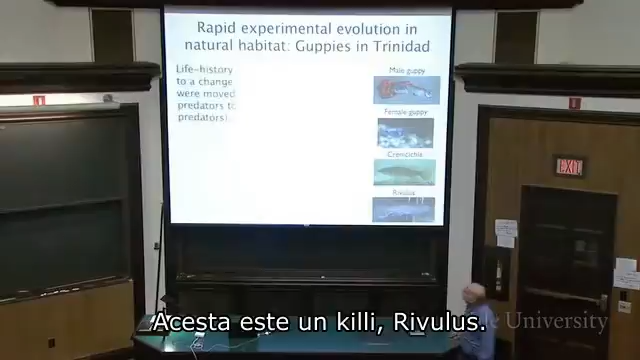 Rapid experimental evolution in
natural habitat: Guppies in Trinidad
Life-history
to a change
were moved
predators to
predators).
Male guppy
Female guppy
Crenicichla
Rivulus
EXIT
Acesta este un killi, Rivulus.
University